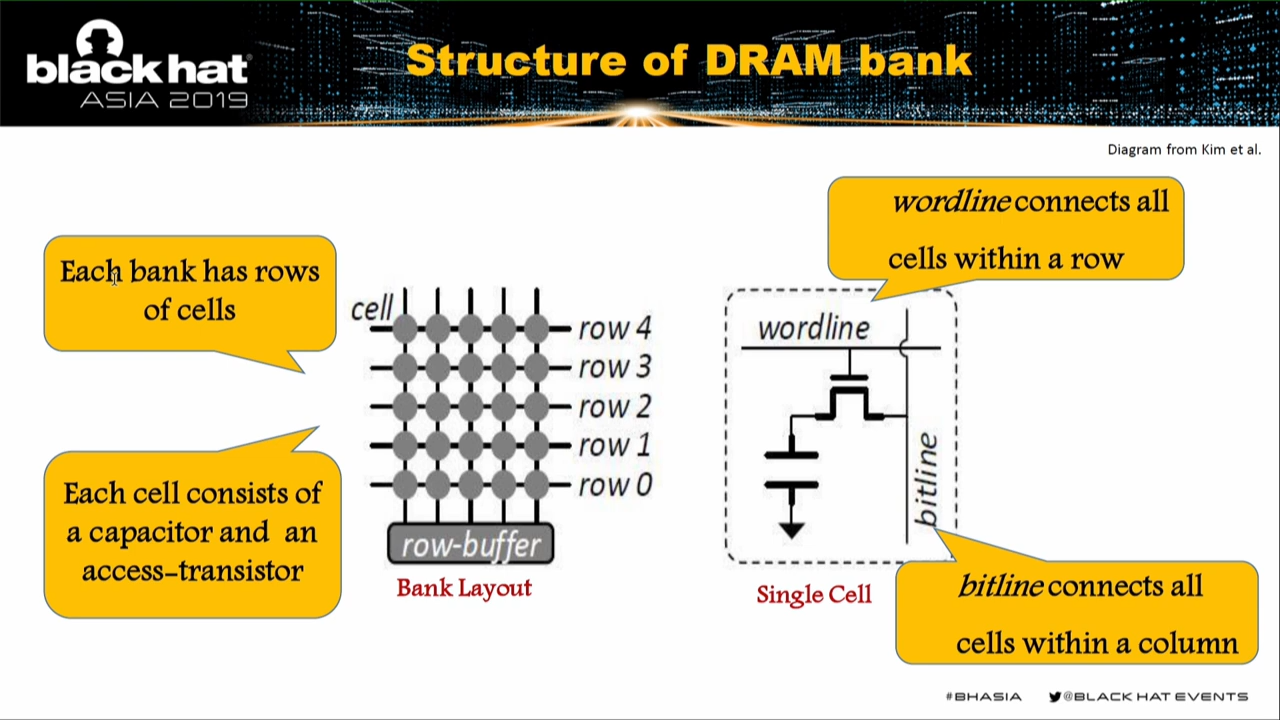 black hat®
ASIA 2019
Structure of DRAM bank
Diagram from Kim et al.
wordline connects all
cells within a row
Each bank has rows
of cells
cell
row 4
row 3
row 2
row 1
row 0
row-buffer
Bank Layout
wordline
bitline
Single Cell
Each cell consists of
a capacitor and an
access-transistor
bitline connects all
cells within a column
#BHASIA
@BLACK HAT EVENTS